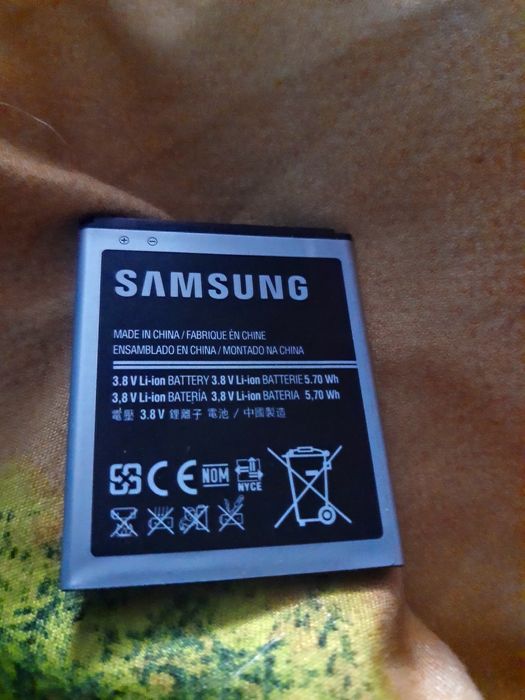 + -
SAMSUNG
MADE IN CHINA / FABRIQUE ÉN CHINE
ENSAMBLADO EN CHINA / MONTADO NA CHINA
3.8 V Li-ion BATTERY 3.8 V Li-ion BATTERIE 5.70 Wh
3,8 V Li-ion BATERÍA 3,8 V Li-ion BATERIA 5,70 Wh
電壓 3.8 V 鋰離子 電池 / 中國製造
CE NOM NYCE